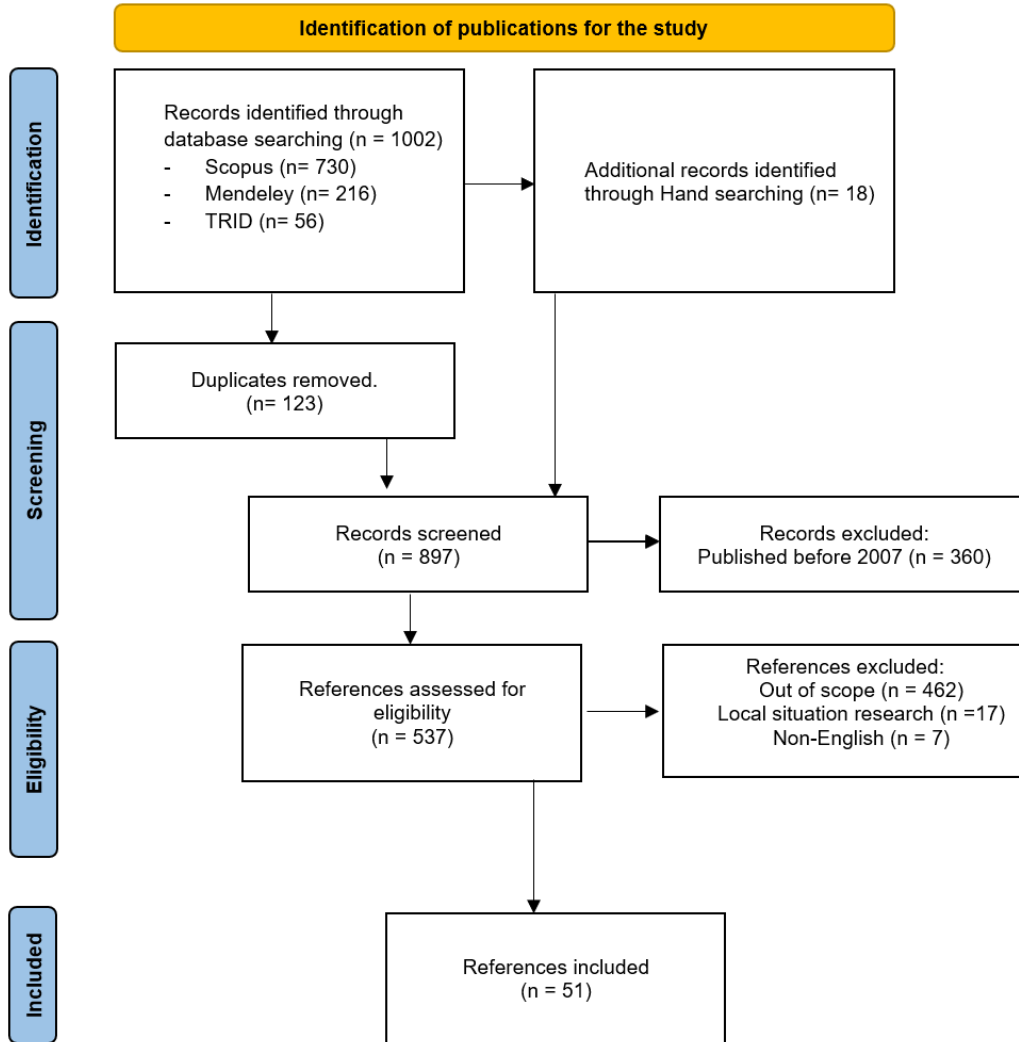 Identification of publications for the study
Identification
Records identified through
database searching (n = 1002)
- Scopus (n= 730)
- Mendeley (n= 216)
- TRID (n= 56)
Additional records identified
through Hand searching (n= 18)
Screening
Duplicates removed.
(n= 123)
Records screened
(n = 897)
Records excluded:
Published before 2007 (n = 360)
Eligibility
References assessed for
eligibility
(n = 537)
References excluded:
Out of scope (n = 462)
Local situation research (n =17)
Non-English (n = 7)
Included
References included
(n = 51)